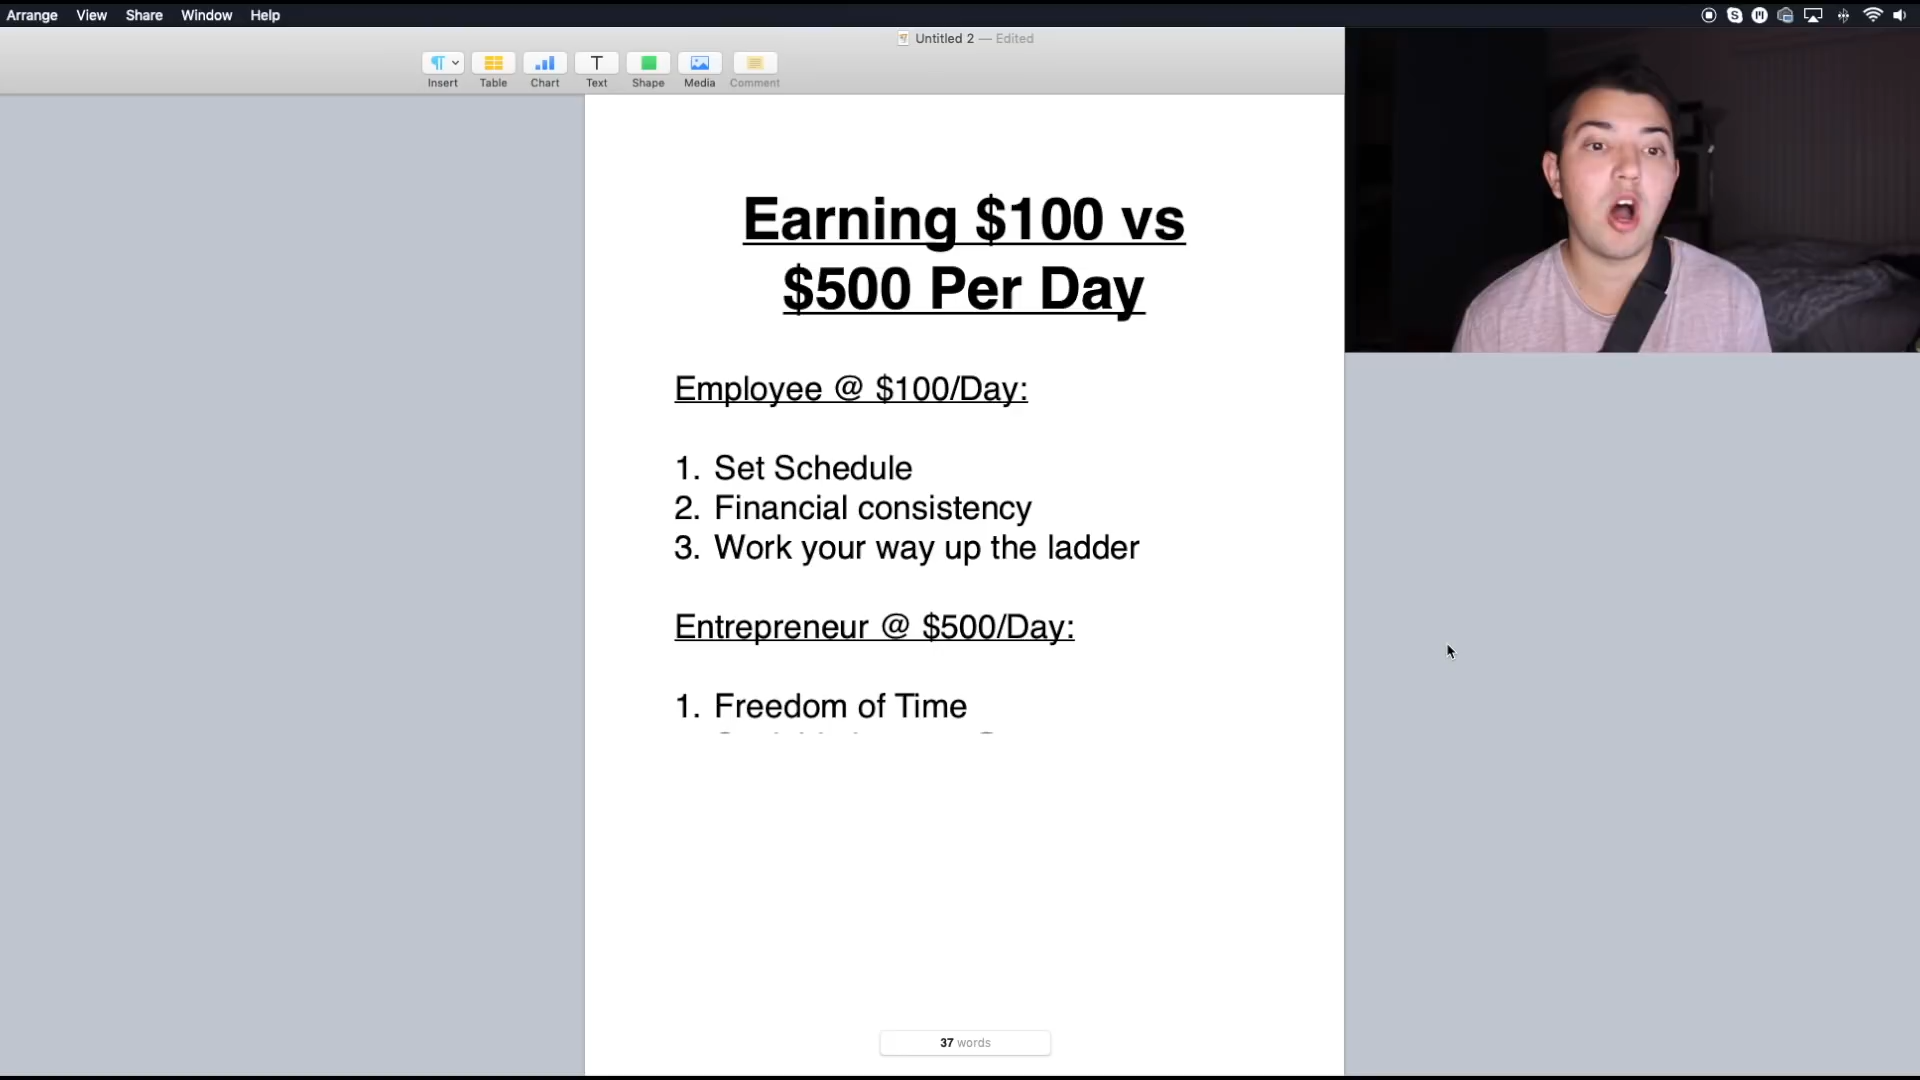 Arrange View Share Window Help
Untitled 2 — Edited
Insert Table Chart Text Shape Media Comment
Earning $100 vs
$500 Per Day
Employee @ $100/Day:
1. Set Schedule
2. Financial consistency
3. Work your way up the ladder
Entrepreneur @ $500/Day:
1. Freedom of Time
37 words